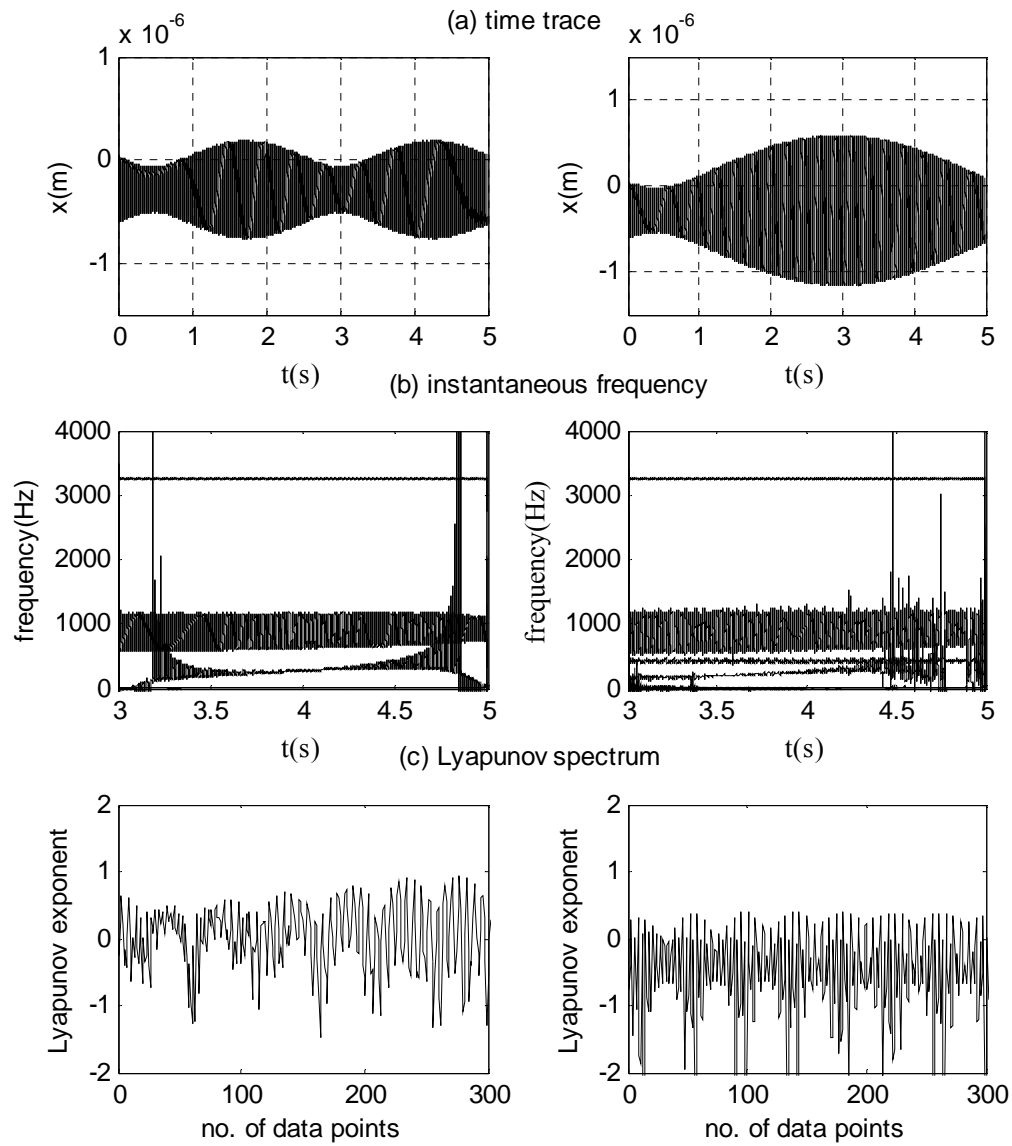 (a) time trace
x 10^-6
x 10^-6
x(m)
1
0
-1
0 1 2 3 4 5
t(s)
x(m)
1
0
-1
0 1 2 3 4 5
t(s)
(b) instantaneous frequency
frequency(Hz)
4000
3000
2000
1000
0
3 3.5 4 4.5 5
t(s)
frequency(Hz)
4000
3000
2000
1000
0
3 3.5 4 4.5 5
t(s)
(c) Lyapunov spectrum
Lyapunov exponent
2
1
0
-1
-2
0 100 200 300
no. of data points
Lyapunov exponent
2
1
0
-1
-2
0 100 200 300
no. of data points